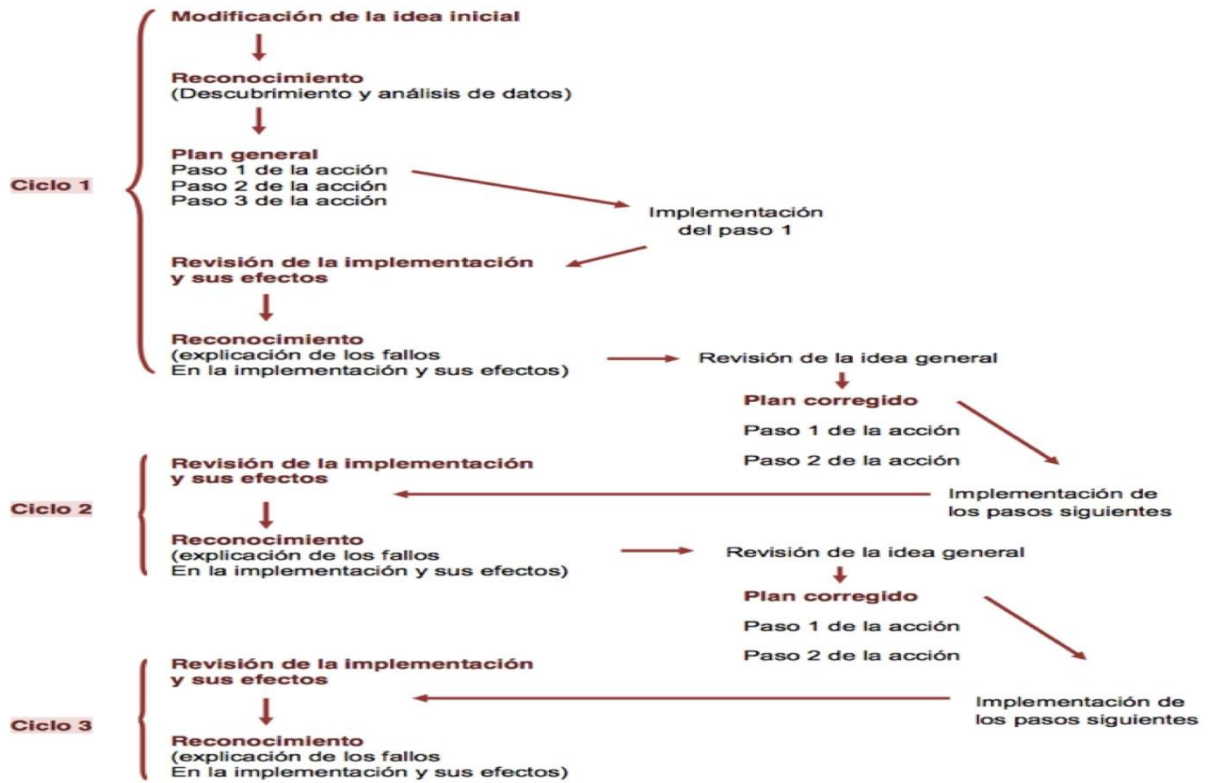 Modificación de la idea inicial
Reconocimiento
(Descubrimiento y análisis de datos)
Plan general
Paso 1 de la acción
Paso 2 de la acción
Paso 3 de la acción
Ciclo 1
Implementación
del paso 1
Revisión de la implementación
y sus efectos
Reconocimiento
(explicación de los fallos
En la implementación y sus efectos)
Revisión de la idea general
Plan corregido
Paso 1 de la acción
Paso 2 de la acción
Implementación de
los pasos siguientes
Ciclo 2
Revisión de la implementación
y sus efectos
Reconocimiento
(explicación de los fallos
En la implementación y sus efectos)
Revisión de la idea general
Plan corregido
Paso 1 de la acción
Paso 2 de la acción
Implementación de
los pasos siguientes
Ciclo 3
Revisión de la implementación
y sus efectos
Reconocimiento
(explicación de los fallos
En la implementación y sus efectos)